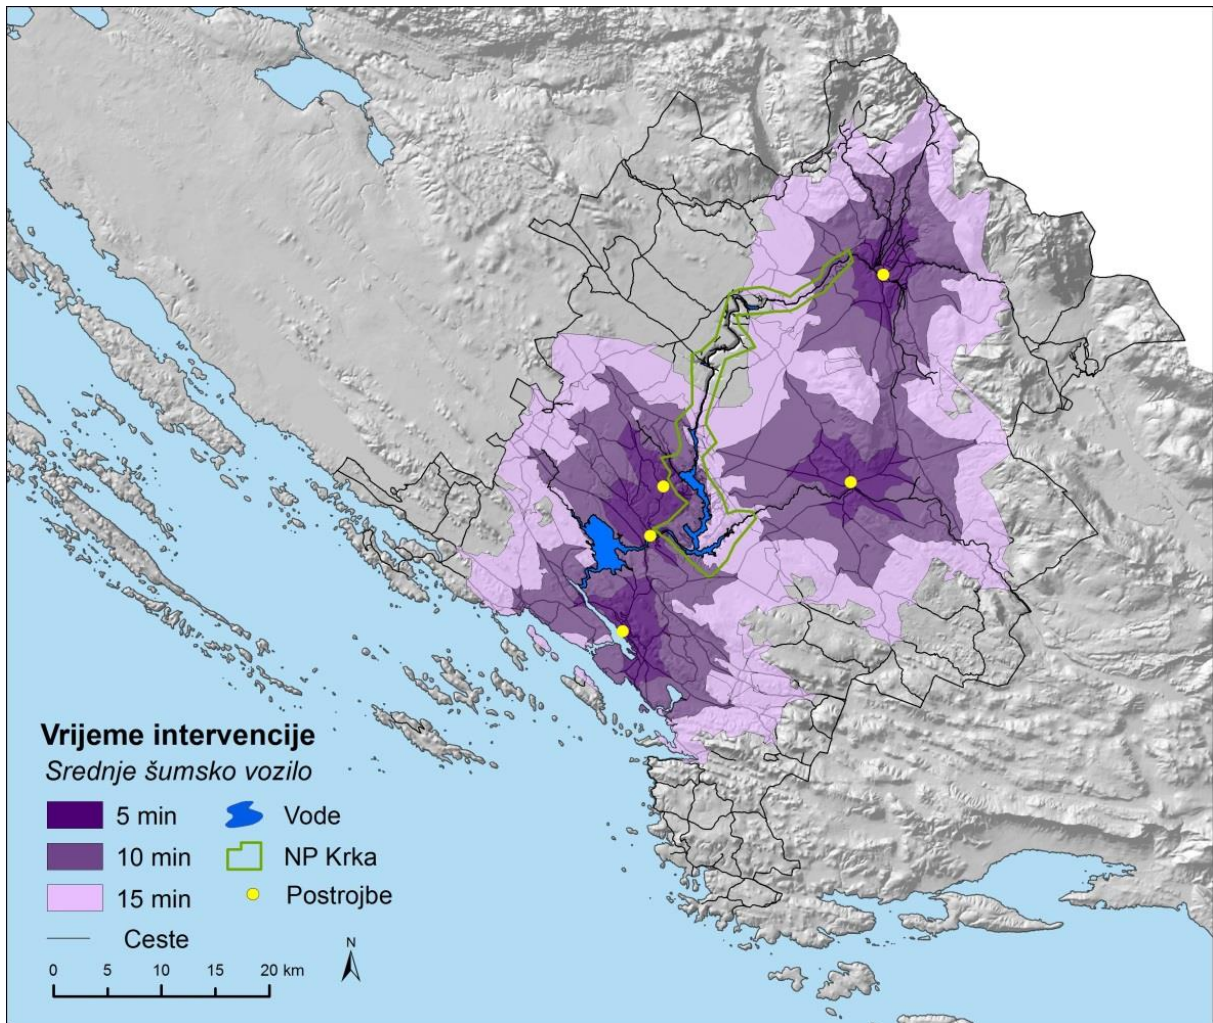 Vrijeme intervencije
Srednje šumsko vozilo
5 min
Vode
10 min
NP Krka
15 min
Postrojbe
Ceste
N
0 5 10 15 20 km